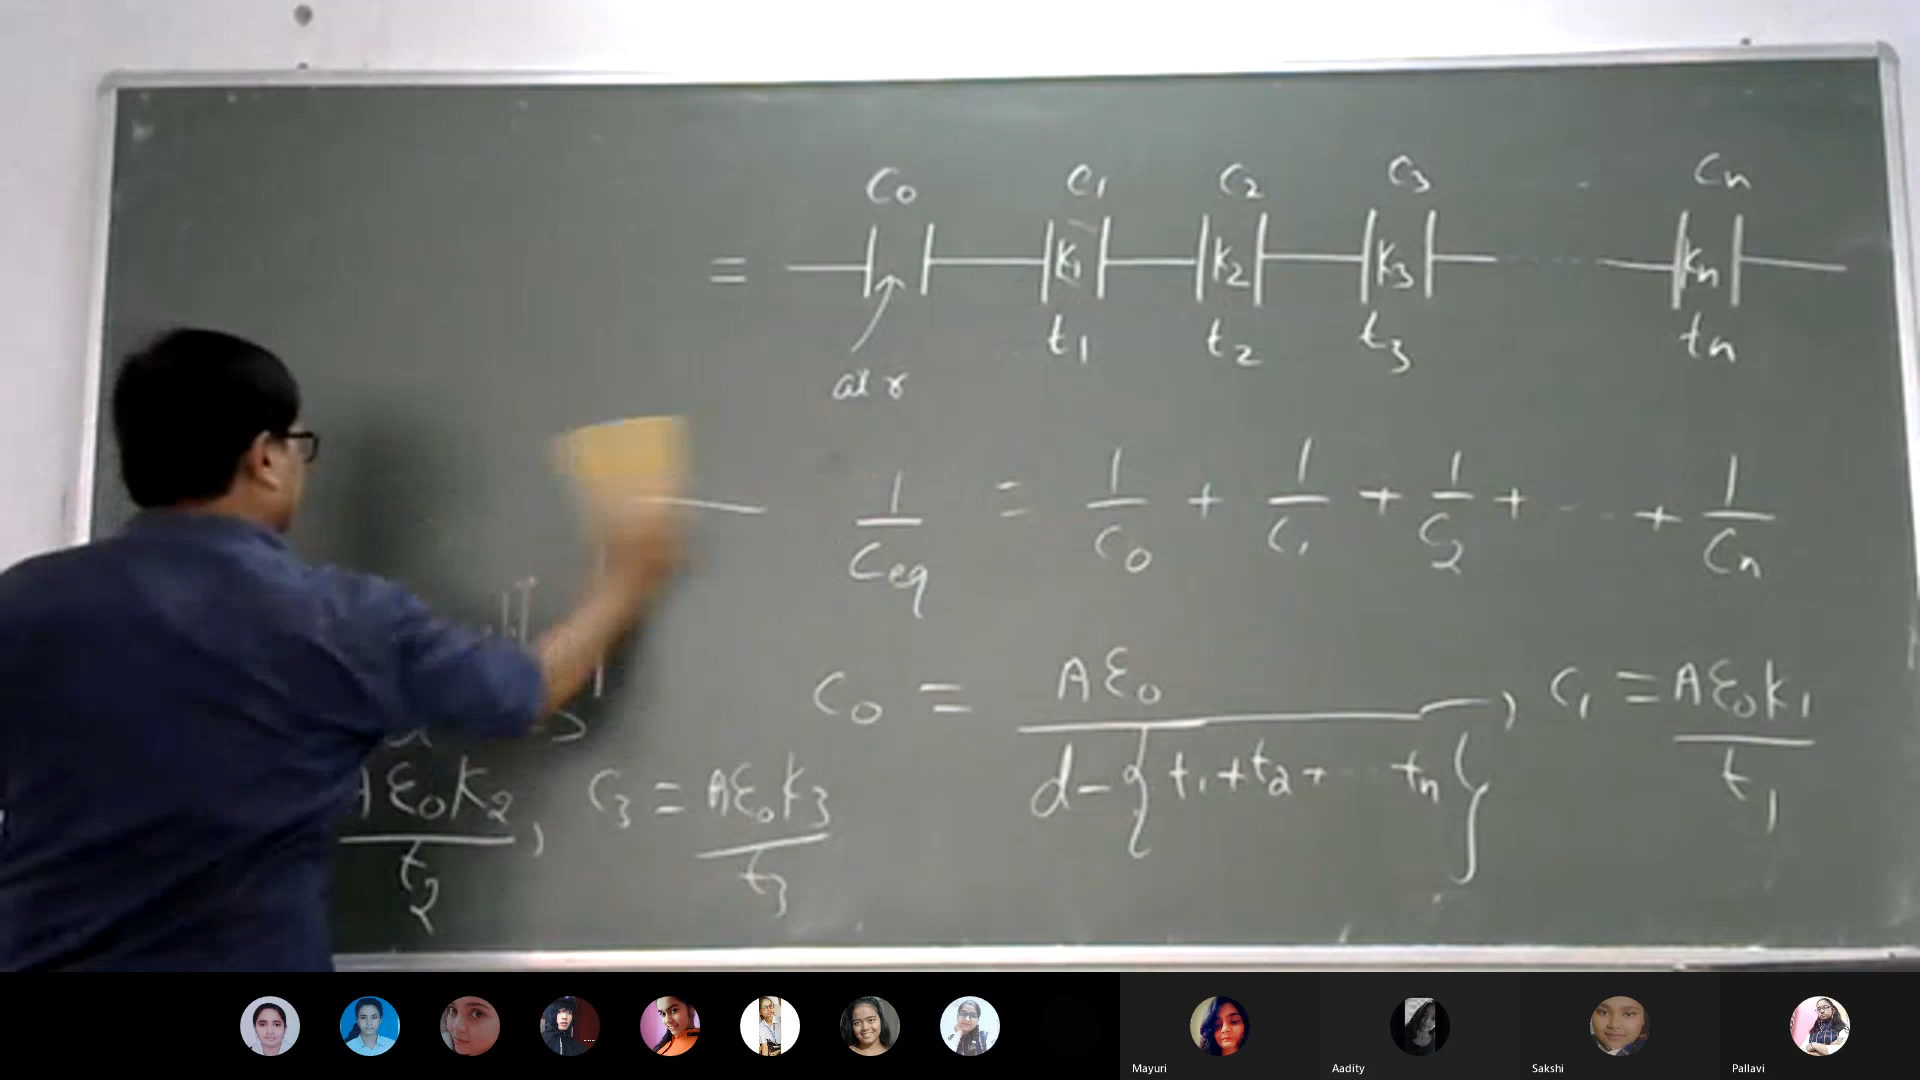 C0 C1 C2 C3 Cn
= K1 K2 K3 ...... Kn
t1 t2 t3 tn
air
1/Ceq = 1/C0 + 1/C1 + 1/C2 + ... + 1/Cn
C0 = Aε0 / d-{t1+t2+ ... tn} , C1 = Aε0K1 / t1
Aε0K2 / t2 , C3 = Aε0K3 / t3
Mayuri Aadity Sakshi Pallavi